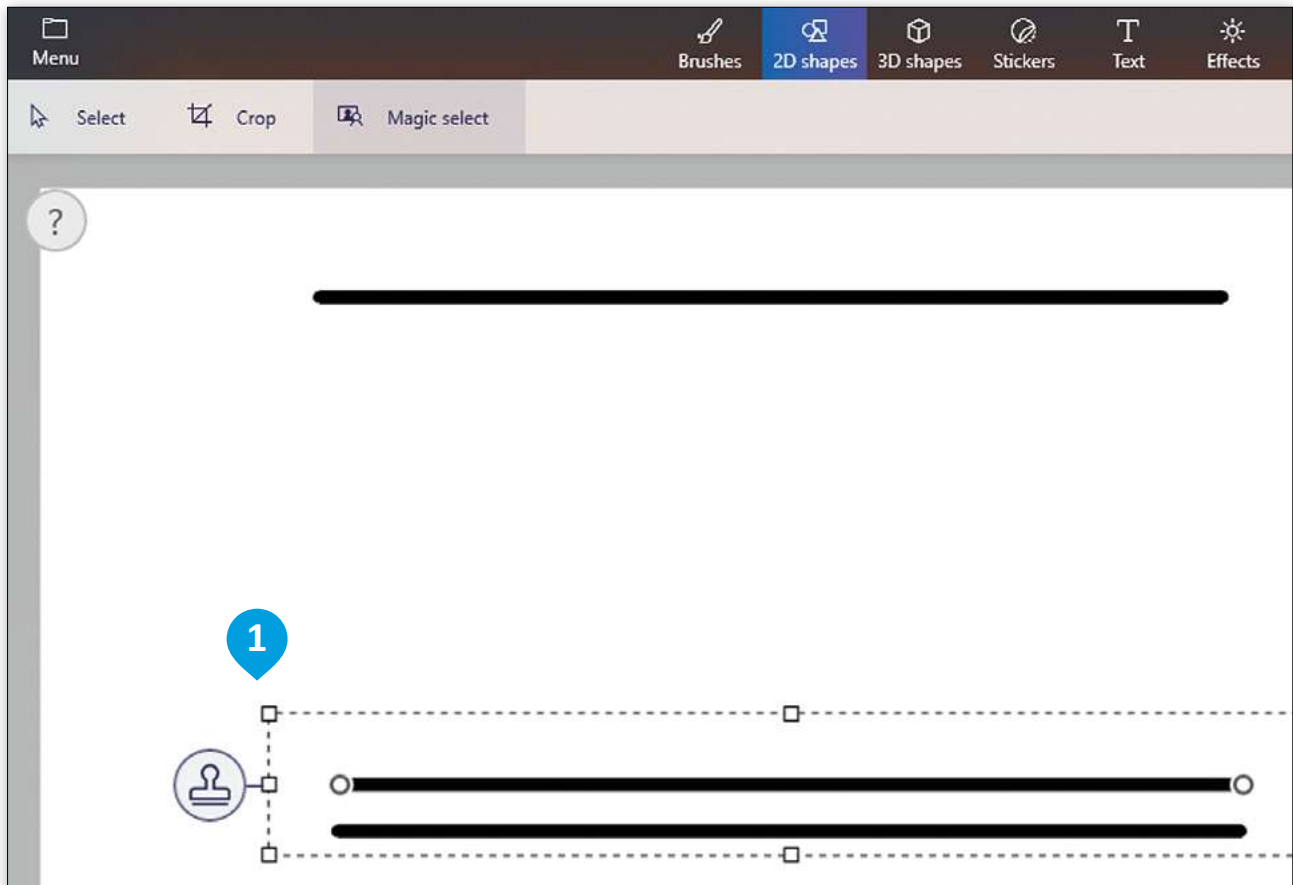 Menu
Brushes
2D shapes
3D shapes
Stickers
Text
Effects
Select
Crop
Magic select
?
1